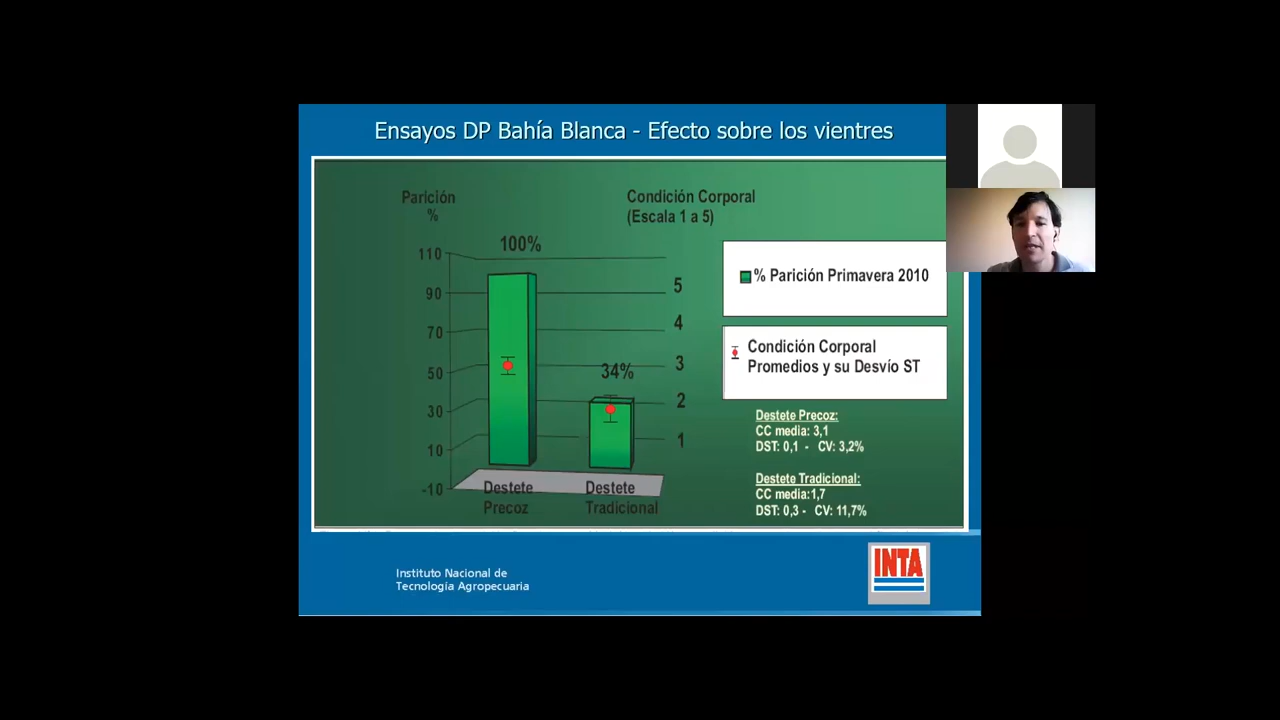 Ensayos DP Bahía Blanca - Efecto sobre los vientres
Parición
%
Condición Corporal
(Escala 1 a 5)
100%
34%
110
90
70
50
30
10
-10
5
4
3
2
1
Destete
Precoz
Destete
Tradicional
% Parición Primavera 2010
Condición Corporal
Promedios y su Desvío ST
Destete Precoz:
CC media: 3,1
DST: 0,1 - CV: 3,2%
Destete Tradicional:
CC media:1,7
DST: 0,3 - CV: 11,7%
Instituto Nacional de
Tecnología Agropecuaria
INTA